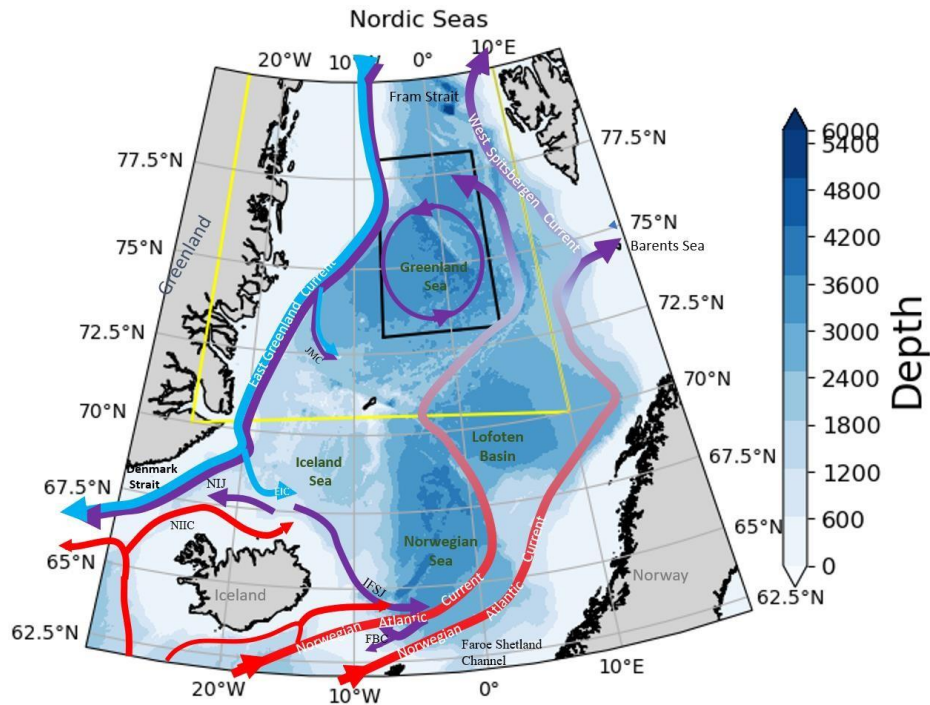 Nordic Seas
20°W
10°W
0°
10°E
Fram Strait
77.5°N
77.5°N
West Spitsbergen Current
75°N
75°N
Barents Sea
Greenland
Greenland
Sea
East Greenland Current
72.5°N
72.5°N
JMC
70°N
70°N
Lofoten
Basin
Iceland
Sea
Denmark
Strait
67.5°N
67.5°N
NIJ
EIC
NIIC
Norwegian
Sea
65°N
65°N
Iceland
IFSJ
Norway
62.5°N
62.5°N
Norwegian Atlantic Current
FBC
Norwegian Atlantic Current
Faroe Shetland
Channel
20°W
10°W
0°
10°E
6000
5400
4800
4200
3600
3000
2400
1800
1200
600
0
Depth